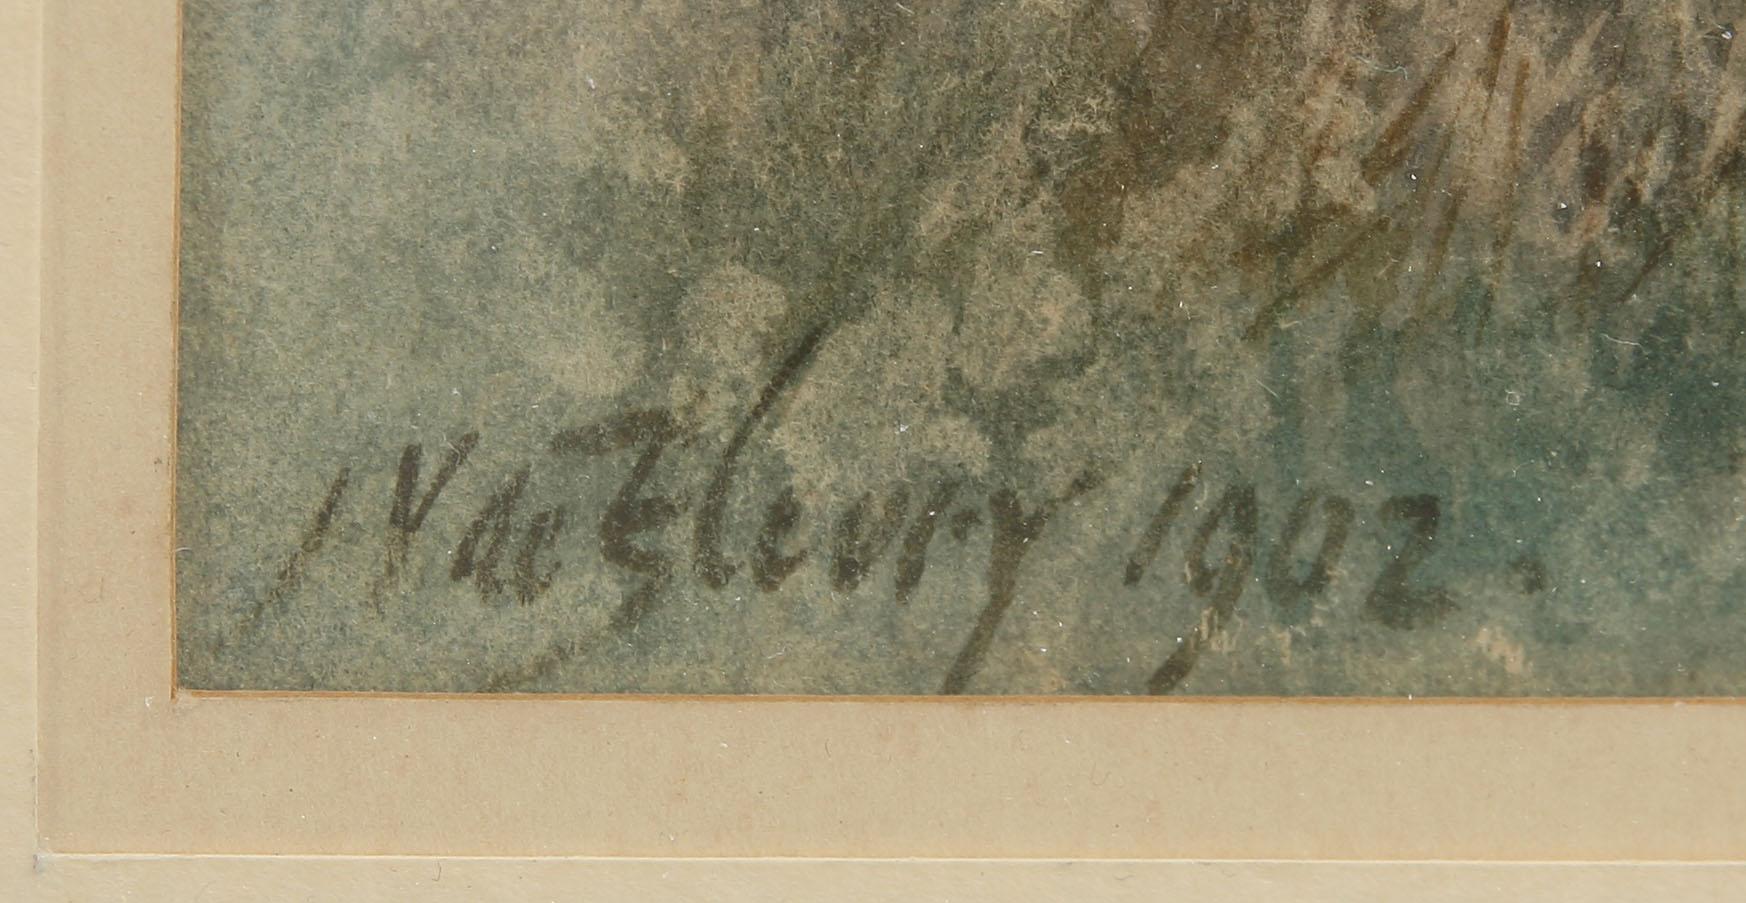 J V de Fleury 1902.